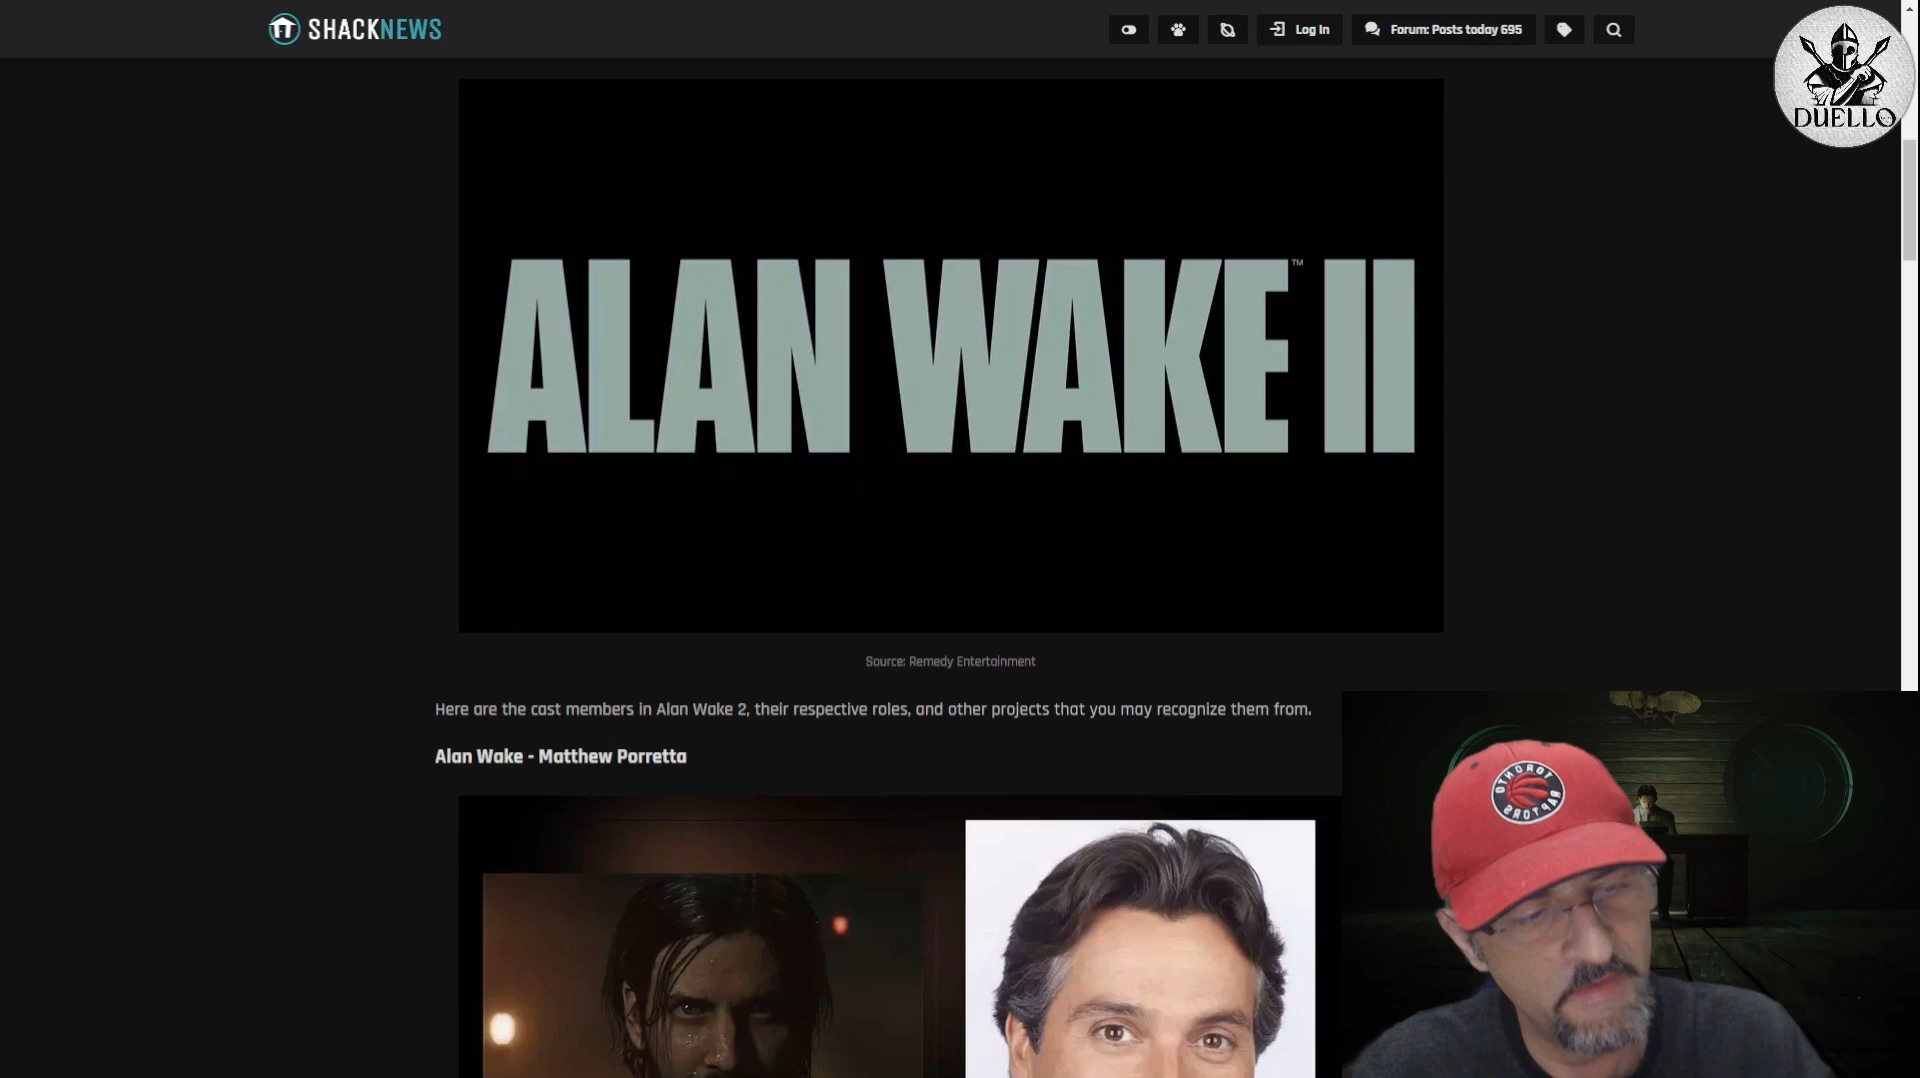 SHACKNEWS
Log In
Forum: Posts today 695
DUELLO
ALAN WAKE II
™
Source: Remedy Entertainment
Here are the cast members in Alan Wake 2, their respective roles, and other projects that you may recognize them from.
Alan Wake - Matthew Porretta
TORONTO
RAPTORS